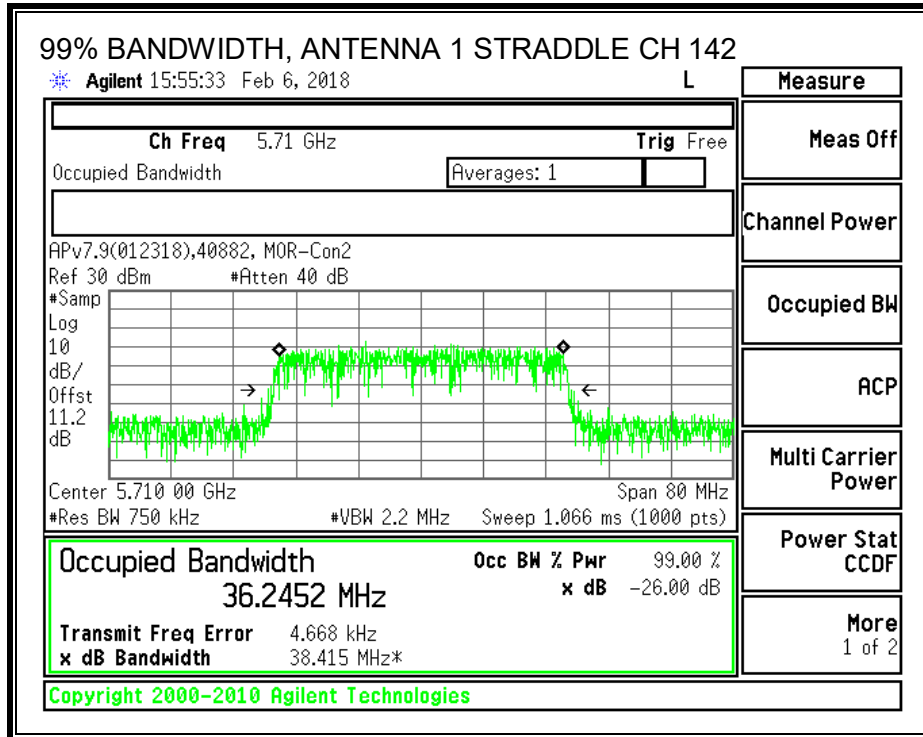 99% BANDWIDTH, ANTENNA 1 STRADDLE CH 142
Agilent 15:55:33 Feb 6, 2018 L
Measure
Ch Freq 5.71 GHz Trig Free
Meas Off
Occupied Bandwidth Averages: 1
Channel Power
APv7.9(012318),40882, MOR-Con2
Ref 30 dBm #Atten 40 dB
#Samp
Log
10
dB/
Offst
11.2
dB
Occupied BW
ACP
Multi Carrier
Power
Center 5.710 00 GHz Span 80 MHz
#Res BW 750 kHz #VBW 2.2 MHz Sweep 1.066 ms (1000 pts)
Power Stat
CCDF
Occupied Bandwidth Occ BW % Pwr 99.00 %
36.2452 MHz x dB -26.00 dB
Transmit Freq Error 4.668 kHz
x dB Bandwidth 38.415 MHz*
More
1 of 2
Copyright 2000-2010 Agilent Technologies